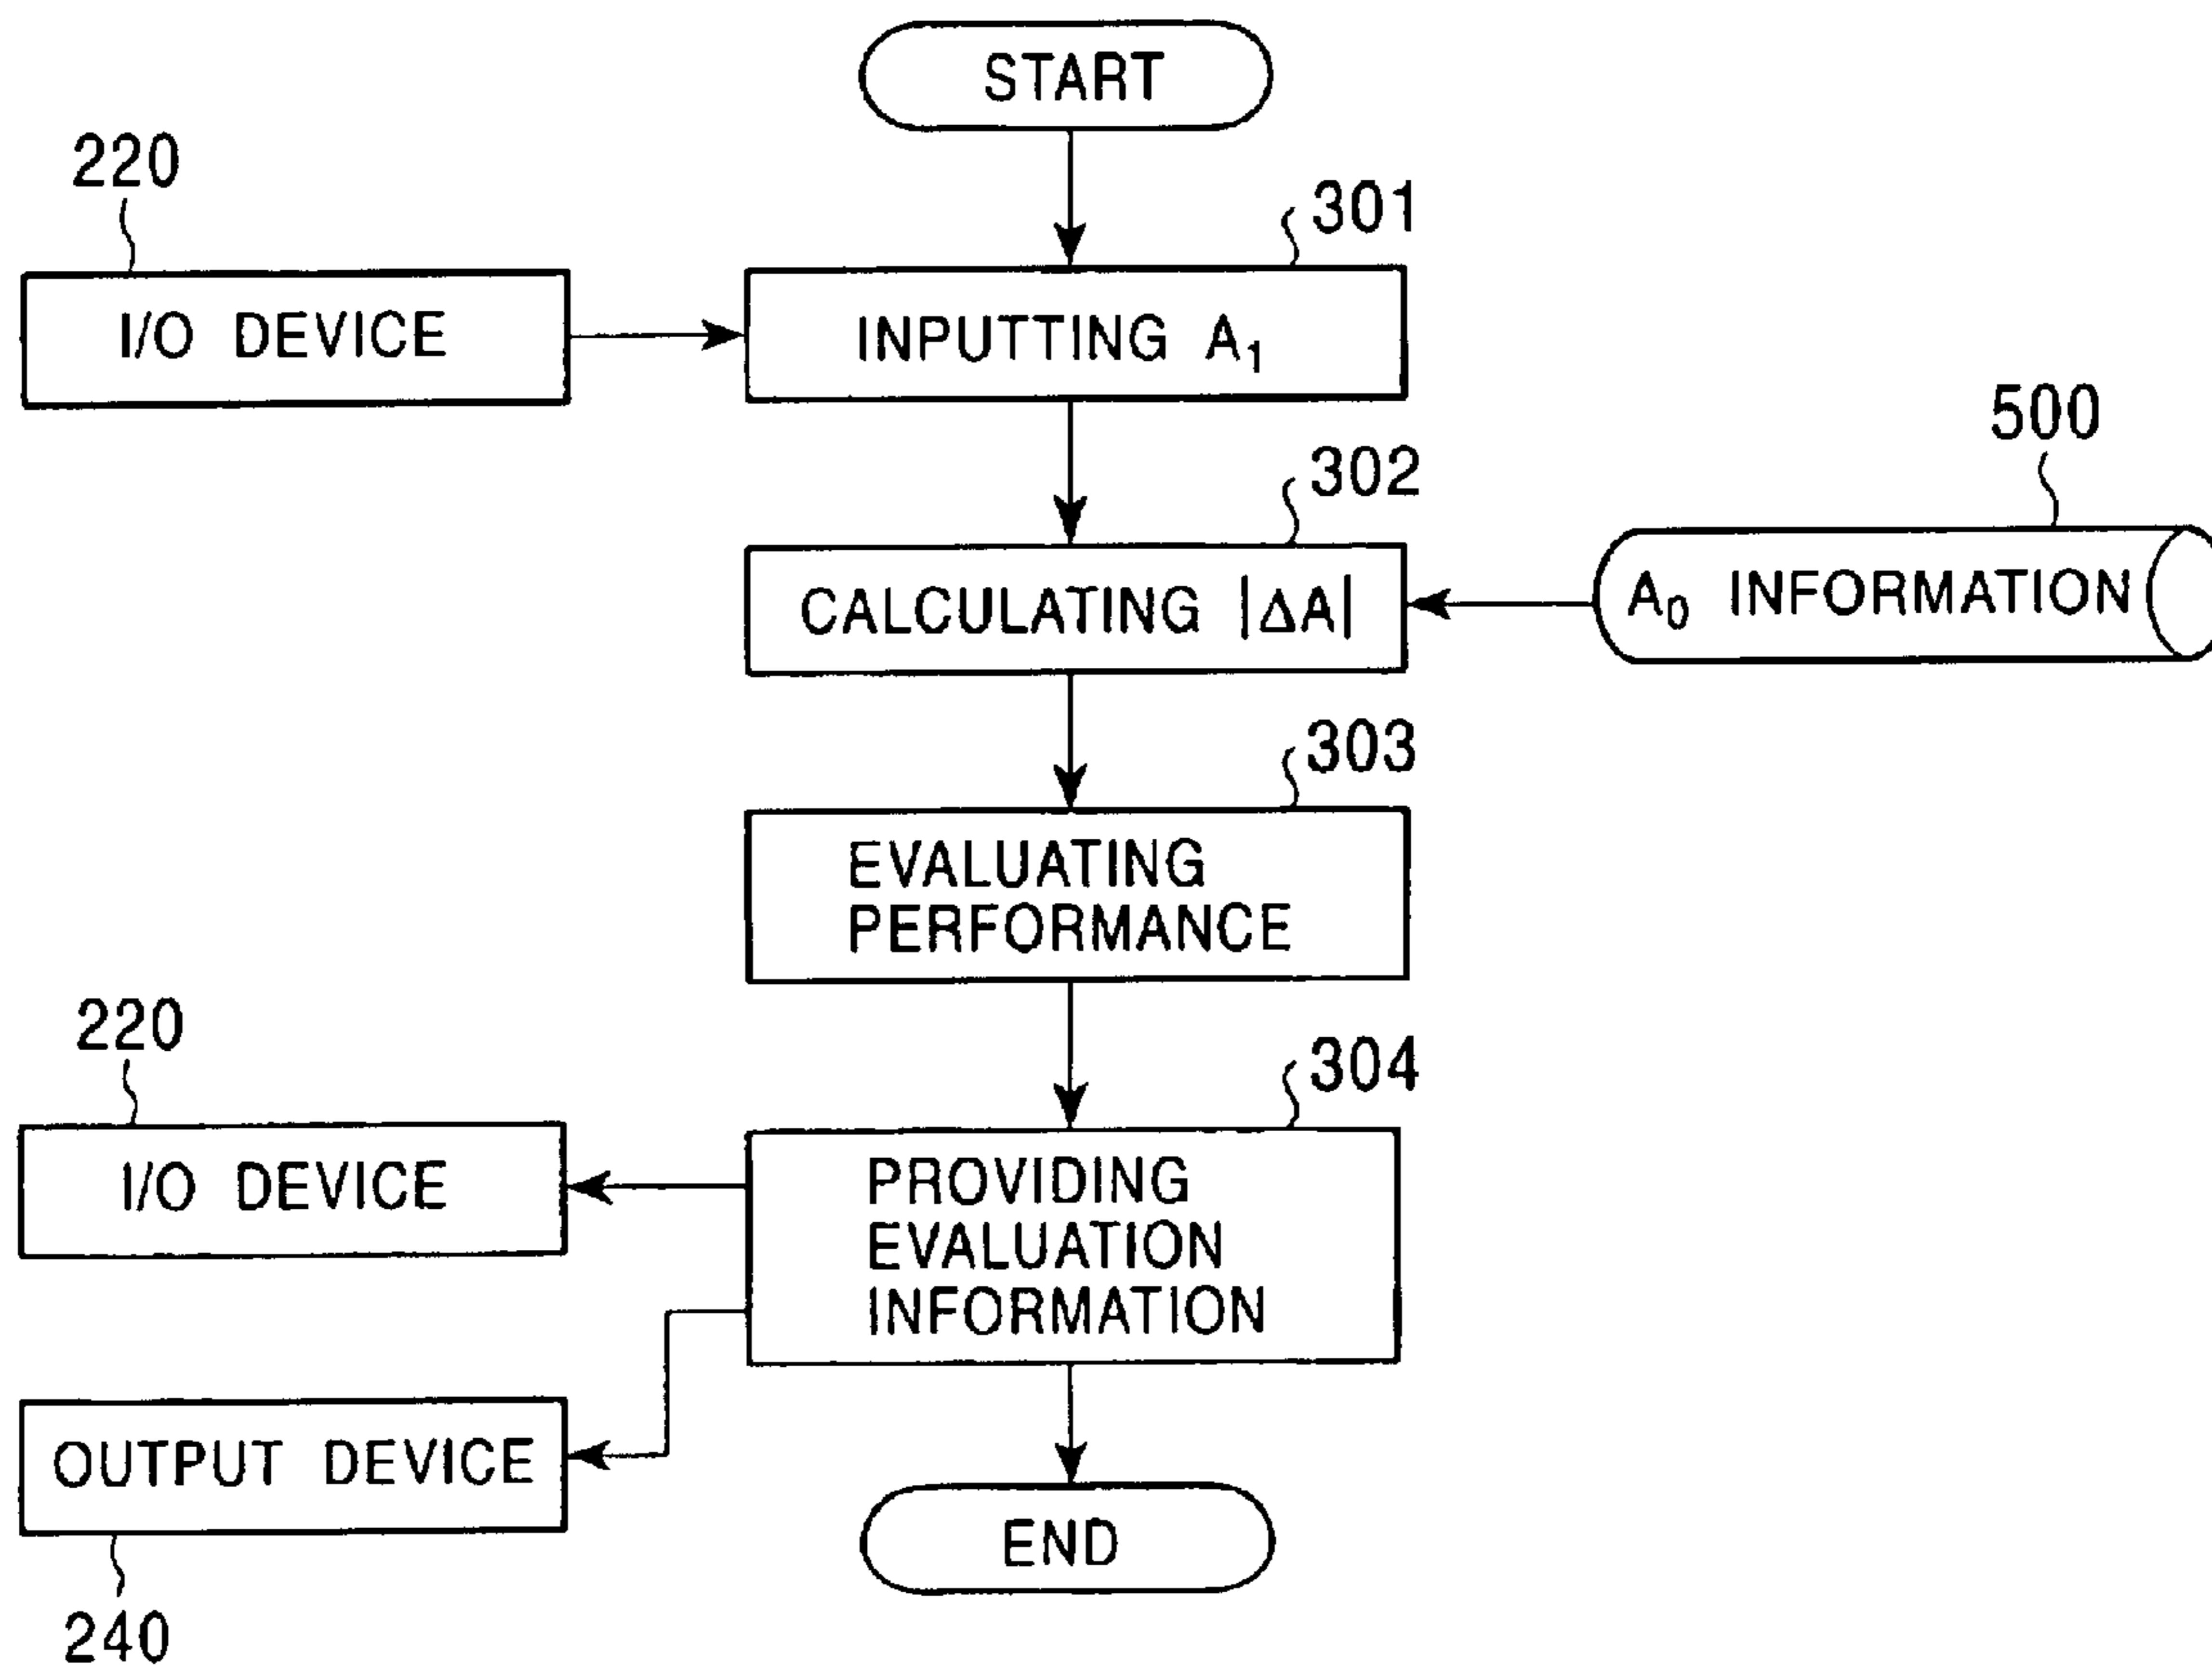 START
220
301
I/O DEVICE
INPUTTING A₁
500
302
CALCULATING |ΔA|
A₀ INFORMATION
303
EVALUATING
PERFORMANCE
220
304
I/O DEVICE
PROVIDING
EVALUATION
INFORMATION
OUTPUT DEVICE
END
240